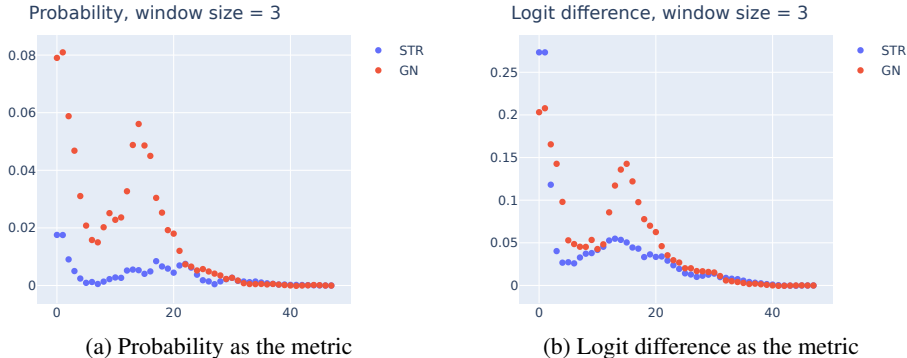 Probability, window size = 3
STR
GN
0.08
0.06
0.04
0.02
0
0
20
40
(a) Probability as the metric
Logit difference, window size = 3
STR
GN
0.25
0.2
0.15
0.1
0.05
0
0
20
40
(b) Logit difference as the metric